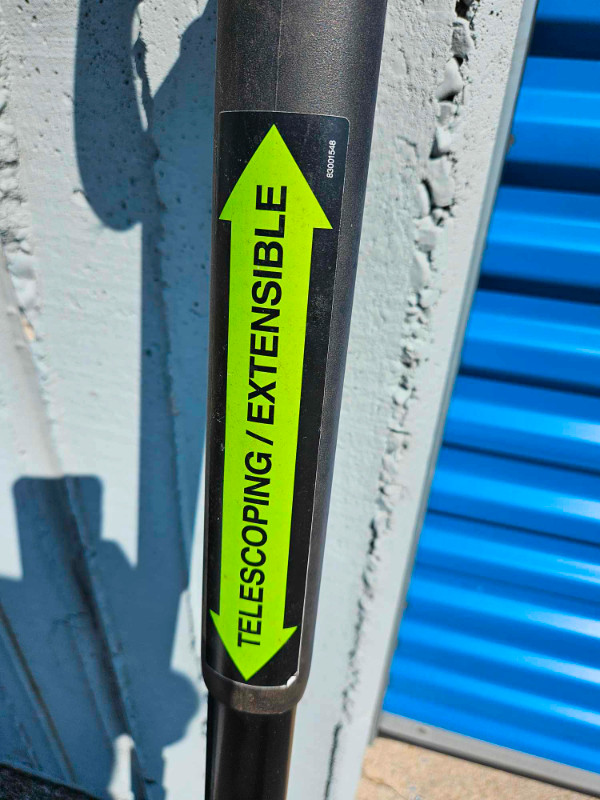 TELESCOPING / EXTENSIBLE
83001548